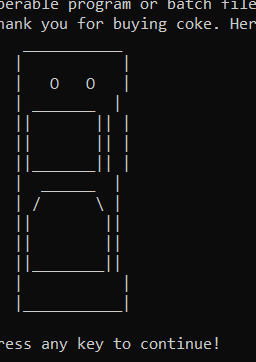 perable program or batch file
hank you for buying coke. Her
O O
ress any key to continue!